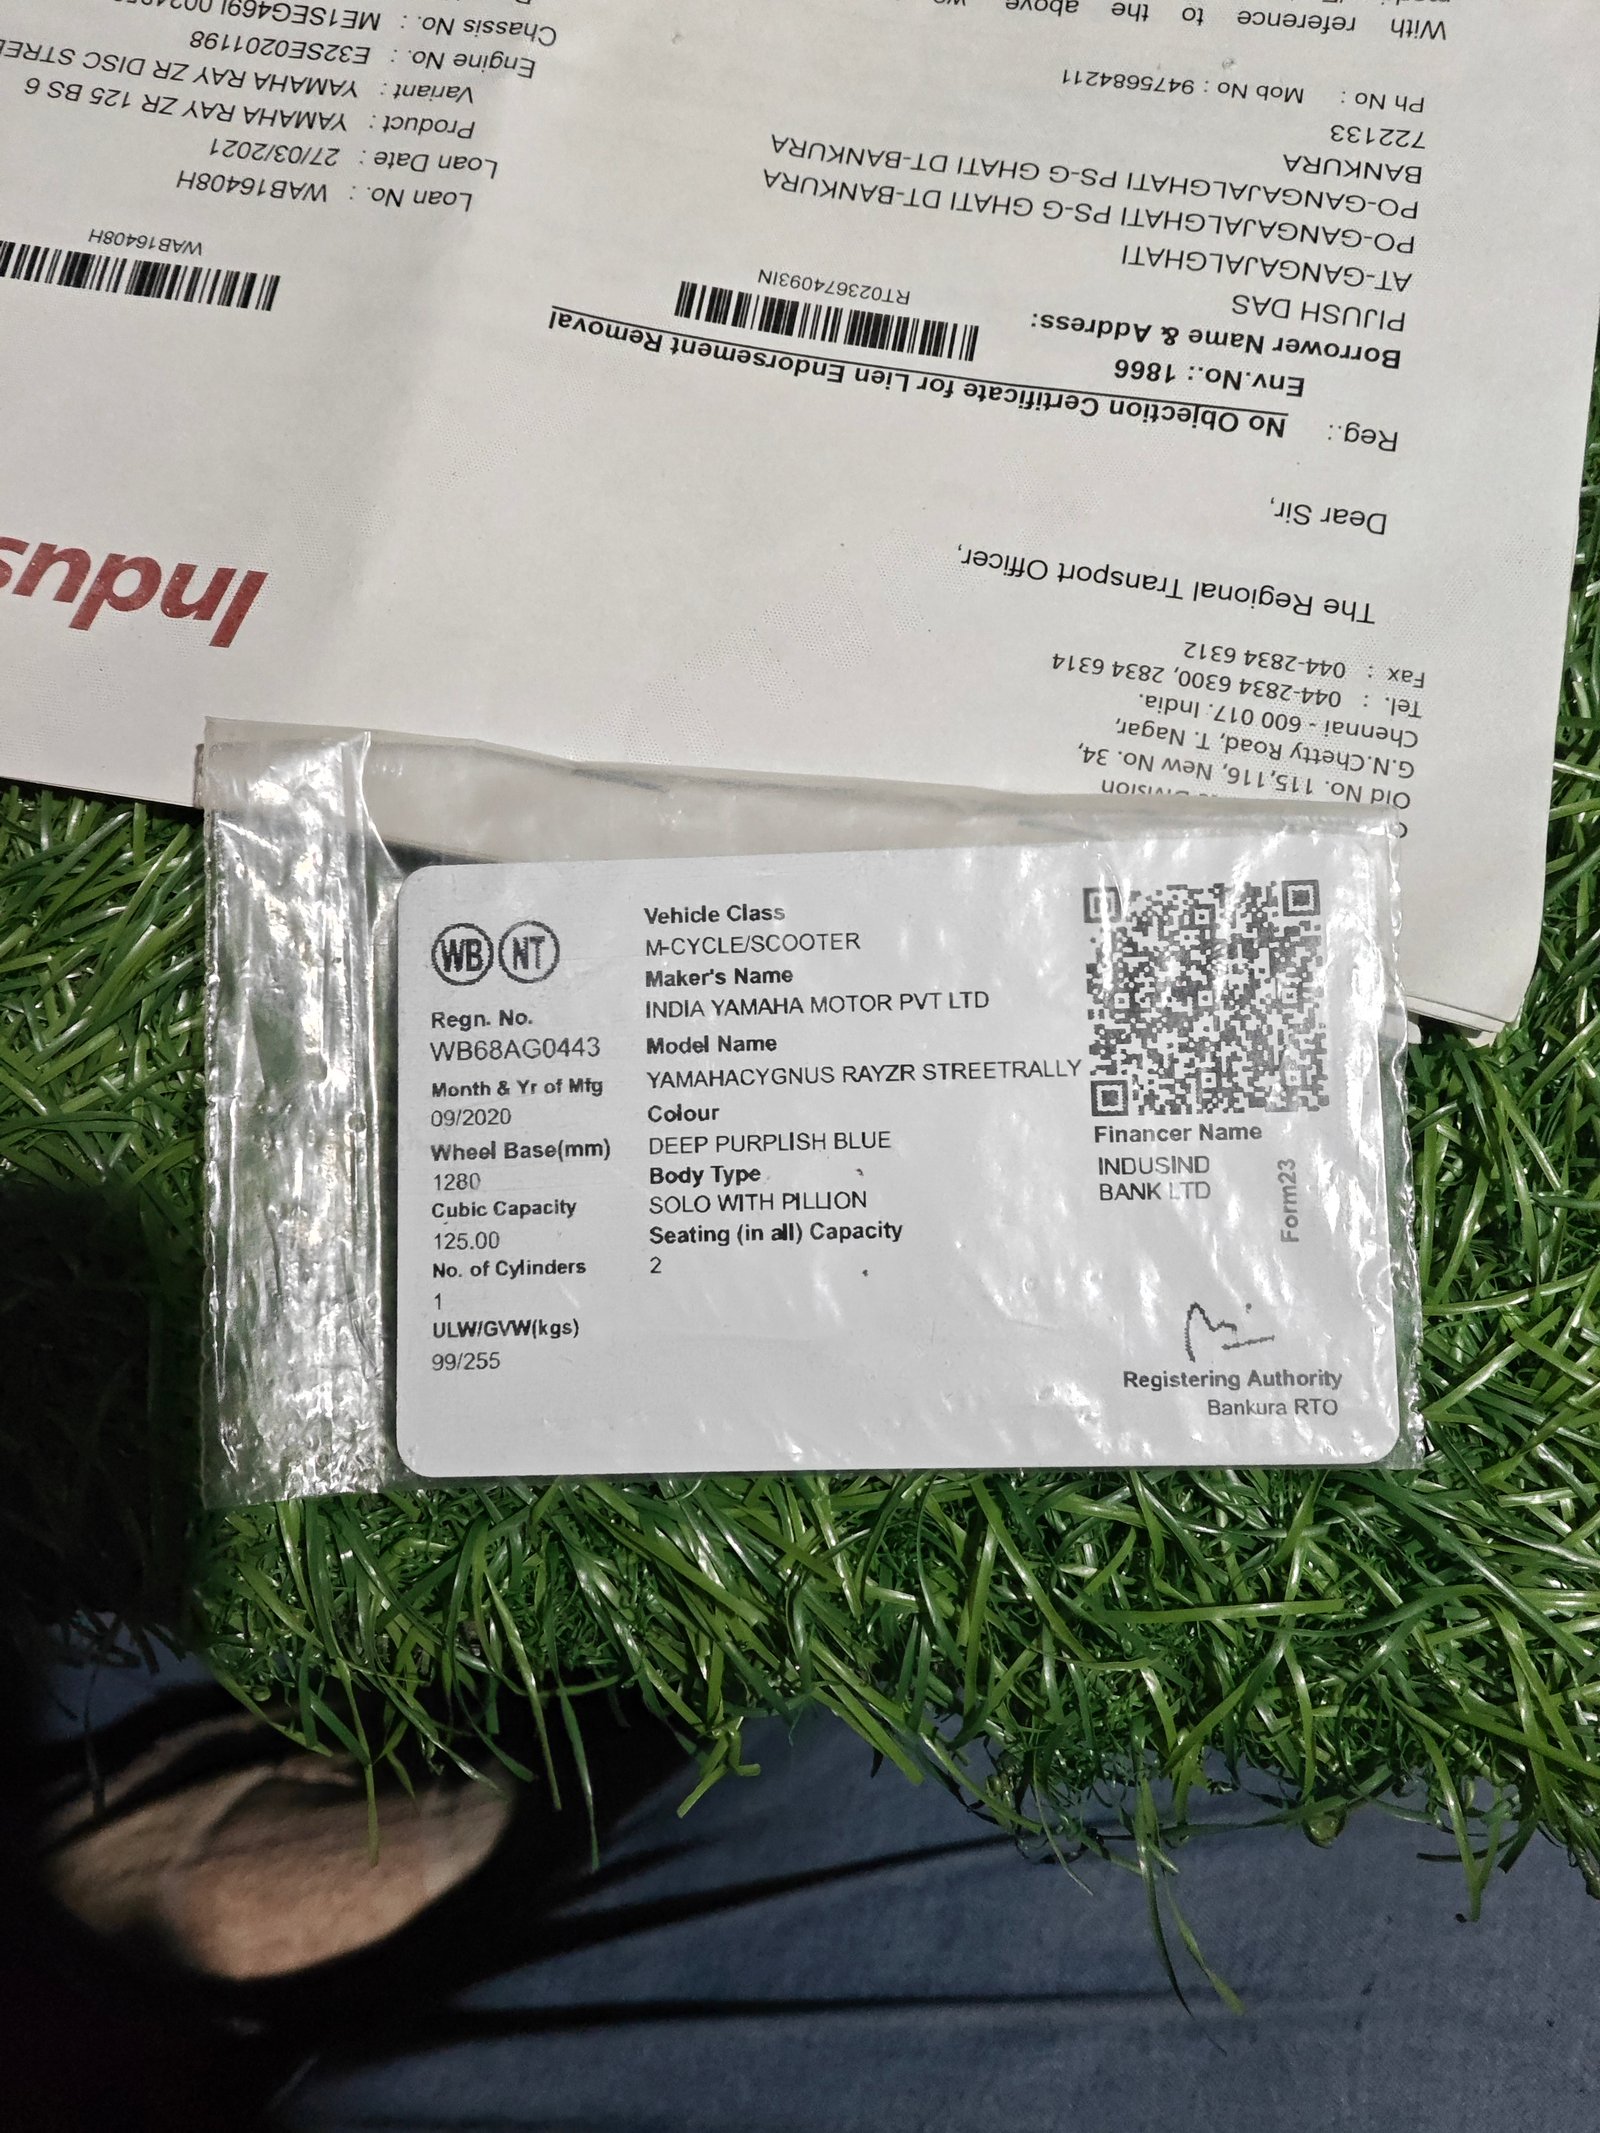 WB NT
Regn. No.
WB68AG0443
Month & Yr of Mfg
09/2020
Wheel Base(mm)
1280
Cubic Capacity
125.00
No. of Cylinders
1
ULW/GVW(kgs)
99/255
Vehicle Class
M-CYCLE/SCOOTER
Maker's Name
INDIA YAMAHA MOTOR PVT LTD
Model Name
YAMAHACYGNUS RAYZR STREETRALLY
Colour
DEEP PURPLISH BLUE
Body Type
SOLO WITH PILLION
Seating (in all) Capacity
2
Financer Name
INDUSIND
BANK LTD
Form23
Registering Authority
Bankura RTO
Division
Old No. 115,116, New No. 34,
G.N.Chetty Road, T. Nagar,
Chennai - 600 017. India.
Tel. : 044-2834 6300, 2834 6314
Fax : 044-2834 6312
Indus
The Regional Transport Officer,
Dear Sir,
Reg.: No Objection Certificate for Lien Endorsement Removal
Env.No.: 1866
Borrower Name & Address:
RT023674093IN
PIJUSH DAS
AT-GANGAJALGHATI
PO-GANGAJALGHATI PS-G GHATI DT-BANKURA
PO-GANGAJALGHATI PS-G GHATI DT-BANKURA
BANKURA
722133
Ph No : Mob No : 9475684211
WAB16408H
Loan No. : WAB16408H
Loan Date : 27/03/2021
Product : YAMAHA RAY ZR 125 BS 6
Variant : YAMAHA RAY ZR DISC STREE
Engine No. : E32SE0201198
Chassis No. :
With reference to the above